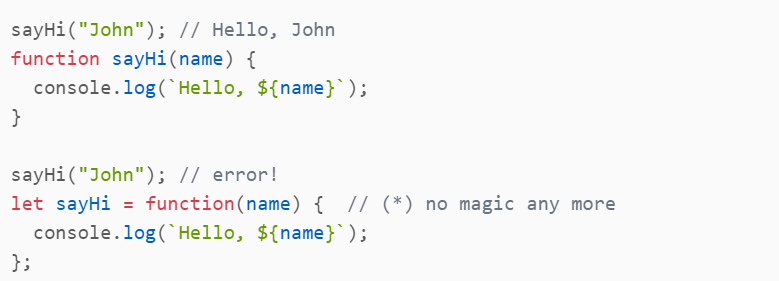 sayHi("John"); // Hello, John
function sayHi(name) {
  console.log(`Hello, ${name}`);
}

sayHi("John"); // error!
let sayHi = function(name) {  // (*) no magic any more
  console.log(`Hello, ${name}`);
};